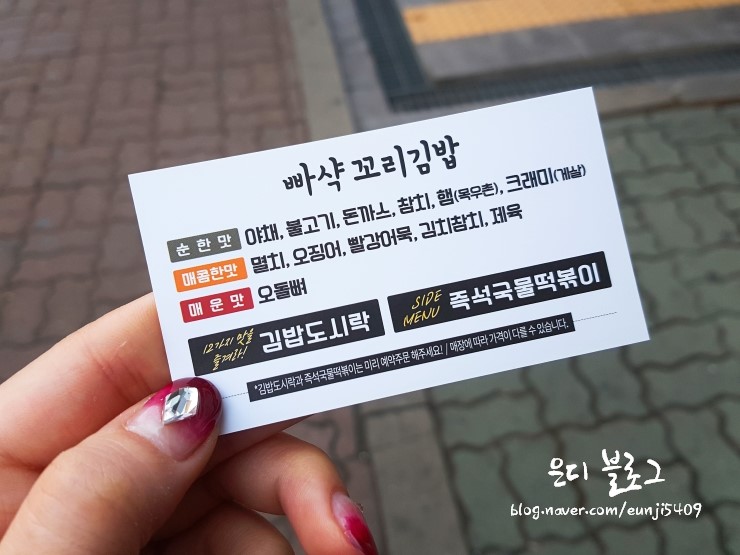 빠샥 꼬리김밥
순한맛 야채, 불고기, 돈까스, 참치, 햄(목우촌), 크래미(게살)
매콤한맛 멸치, 오징어, 빨강어묵, 김치참치, 제육
매운맛 오돌뼈
12가지 맛을 즐겨라! 김밥도시락
SIDE MENU 즉석국물떡볶이
*김밥도시락과 즉석국물떡볶이는 미리 예약주문 해주세요! / 매장에 따라 가격이 다를 수 있습니다.
은디 블로그
blog.naver.com/eunji5409